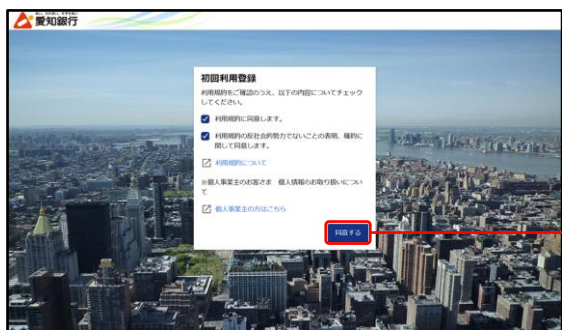 愛知銀行
初回利用登録
利用規約をご確認のうえ、以下の内容についてチェック
してください。
利用規約に同意します。
利用規約の反社会的勢力でないことの表明、確約に
関して同意します。
利用規約について
※個人事業主のお客さま 個人情報のお取り扱いについ
て
個人事業主の方はこちら
同意する